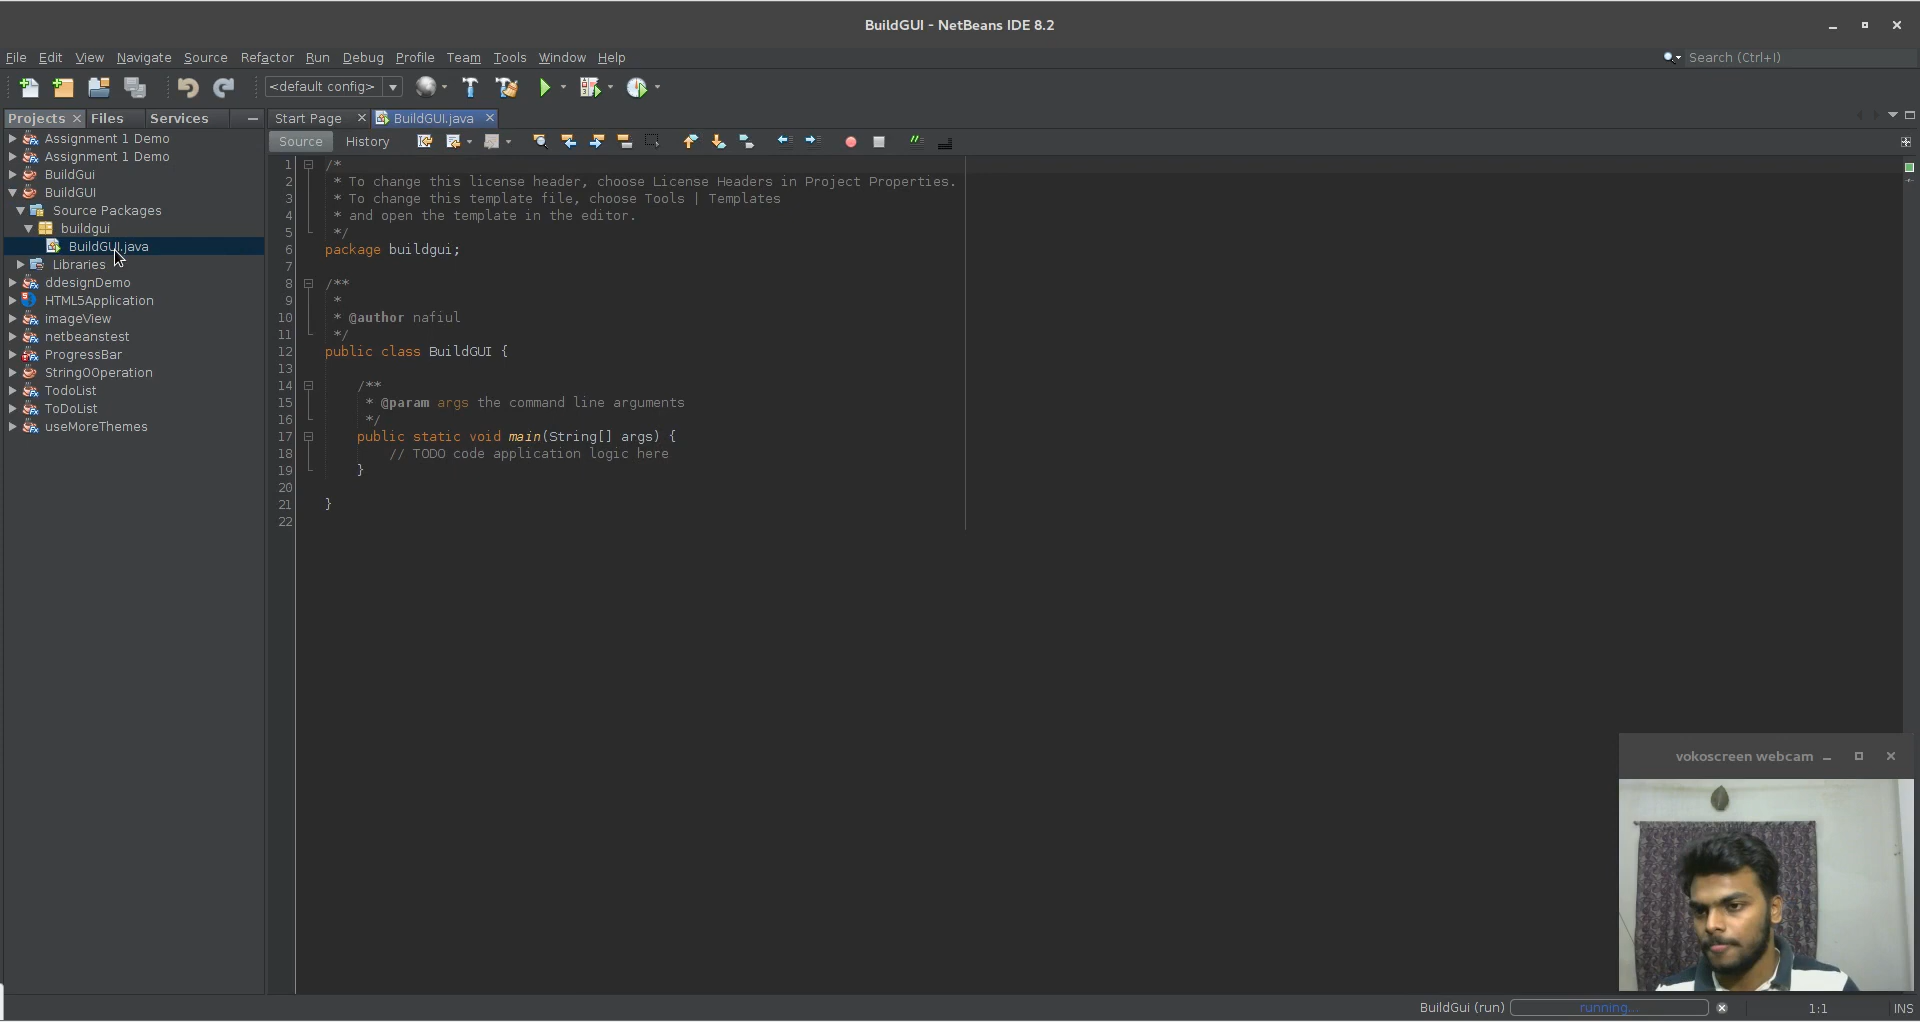 BuildGUI - NetBeans IDE 8.2
File Edit View Navigate Source Refactor Run Debug Profile Team Tools Window Help
Search (Ctrl+I)
<default config>
Projects Files Services
Start Page BuildGUI.java
Source History
Assignment 1 Demo
Assignment 1 Demo
BuildGui
BuildGUI
Source Packages
buildgui
BuildGUI.java
Libraries
ddesignDemo
HTML5Application
imageView
netbeanstest
ProgressBar
StringOOperation
TodoList
ToDoList
useMoreThemes
1 /*
2 * To change this license header, choose License Headers in Project Properties.
3 * To change this template file, choose Tools | Templates
4 * and open the template in the editor.
5 */
6 package buildgui;
7
8 /**
9 *
10 * @author nafiul
11 */
12 public class BuildGUI {
13
14 /**
15 * @param args the command line arguments
16 */
17 public static void main(String[] args) {
18 // TODO code application logic here
19 }
20
21 }
22
vokoscreen webcam
BuildGui (run) running... 1:1 INS